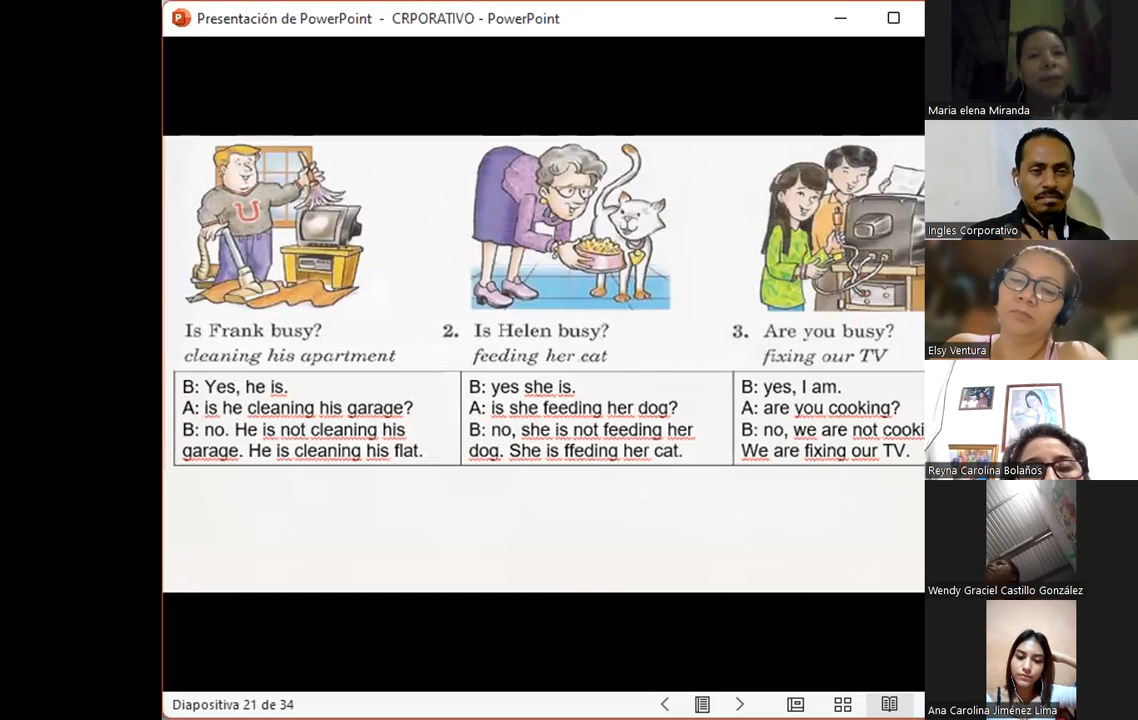 Presentación de PowerPoint - CRPORATIVO - PowerPoint
U
Is Frank busy?
cleaning his apartment
2. Is Helen busy?
feeding her cat
3. Are you busy?
fixing our TV
B: Yes, he is.
A: is he cleaning his garage?
B: no. He is not cleaning his
garage. He is cleaning his flat.
B: yes she is.
A: is she feeding her dog?
B: no, she is not feeding her
dog. She is ffeding her cat.
B: yes, I am.
A: are you cooking?
B: no, we are not cooki
We are fixing our TV.
Diapositiva 21 de 34
Maria elena Miranda
Ingles Corporativo
Elsy Ventura
Reyna Carolina Bolaños
Wendy Graciel Castillo González
Ana Carolina Jiménez Lima